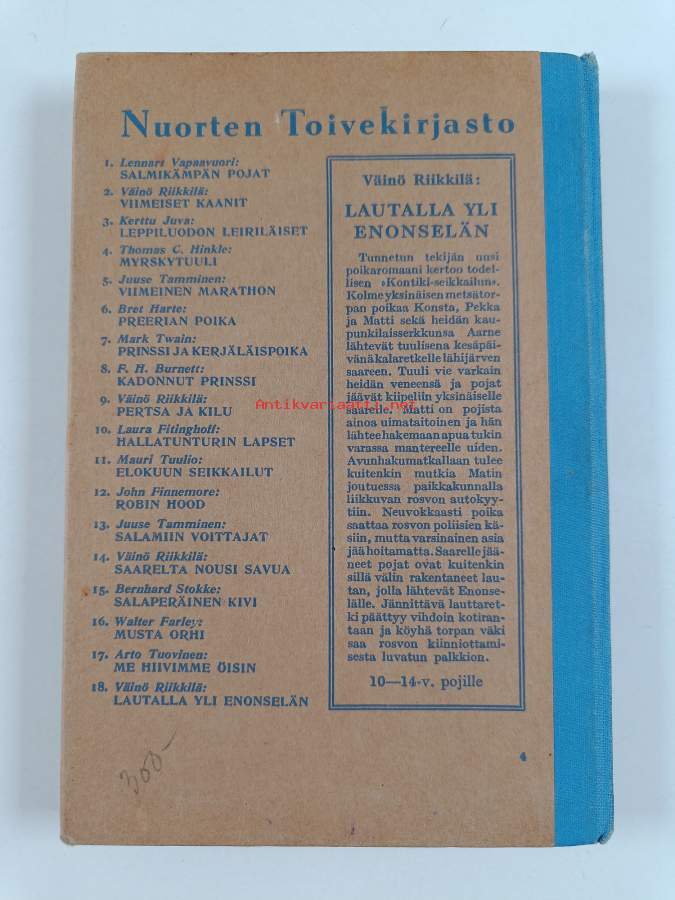 Nuorten Toivekirjasto
1. Lennart Vapaavuori:
SALMIKÄMPÄN POJAT
2. Väinö Riikkilä:
VIIMEISET KAANIT
3. Kerttu Juva:
LEPPILUODON LEIRILÄISET
4. Thomas C. Hinkle:
MYRSKYTUULI
5. Juuse Tamminen:
VIIMEINEN MARATHON
6. Bret Harte:
PREERIAN POIKA
7. Mark Twain:
PRINSSI JA KERJÄLÄISPOIKA
8. F. H. Burnett:
KADONNUT PRINSSI
9. Väinö Riikkilä:
PERTSA JA KILU
10. Laura Fitinghoff:
HALLATUNTURIN LAPSET
11. Mauri Tuulio:
ELOKUUN SEIKKAILUT
12. John Finnemore:
ROBIN HOOD
13. Juuse Tamminen:
SALAMIIN VOITTAJAT
14. Väinö Riikkilä:
SAARELTA NOUSI SAVUA
15. Bernhard Stokke:
SALAPERÄINEN KIVI
16. Walter Farley:
MUSTA ORHI
17. Arto Tuovinen:
ME HIIVIMME ÖISIN
18. Väinö Riikkilä:
LAUTALLA YLI ENONSELÄN
Väinö Riikkilä:
LAUTALLA YLI
ENONSELÄN
Tunnetun tekijän uusi
poikaromaani kertoo todel-
lisen »Kontiki-seikkailun».
Kolme yksinäisen metsätor-
pan poikaa Konsta, Pekka
ja Matti sekä heidän kau-
punkilaisserkkunsa Aarne
lähtevät tuulisena kesäpäi-
vänä kalaretkelle lähijärven
saareen. Tuuli vie varkain
heidän veneensä ja pojat
jäävät kiipeliin yksinäiselle
saarelle. Matti on pojista
ainoa uimataitoinen ja hän
lähtee hakemaan apua tukin
varassa mantereelle uiden.
Avunhakumatkallaan tulee
kuitenkin mutkia Matin
joutuessa paikkakunnalla
liikkuvan rosvon autokyy-
tiin. Neuvokkaasti poika
saattaa rosvon poliisien kä-
siin, mutta varsinainen asia
jää hoitamatta. Saarelle jää-
neet pojat ovat kuitenkin
sillä välin rakentaneet lau-
tan, jolla lähtevät Enonse-
lälle. Jännittävä lauttaret-
ki päättyy vihdoin kotiran-
taan ja köyhä torpan väki
saa rosvon kiinniottami-
sesta luvatun palkkion.
10—14-v. pojille
4
300-
Antikvariaatti.net